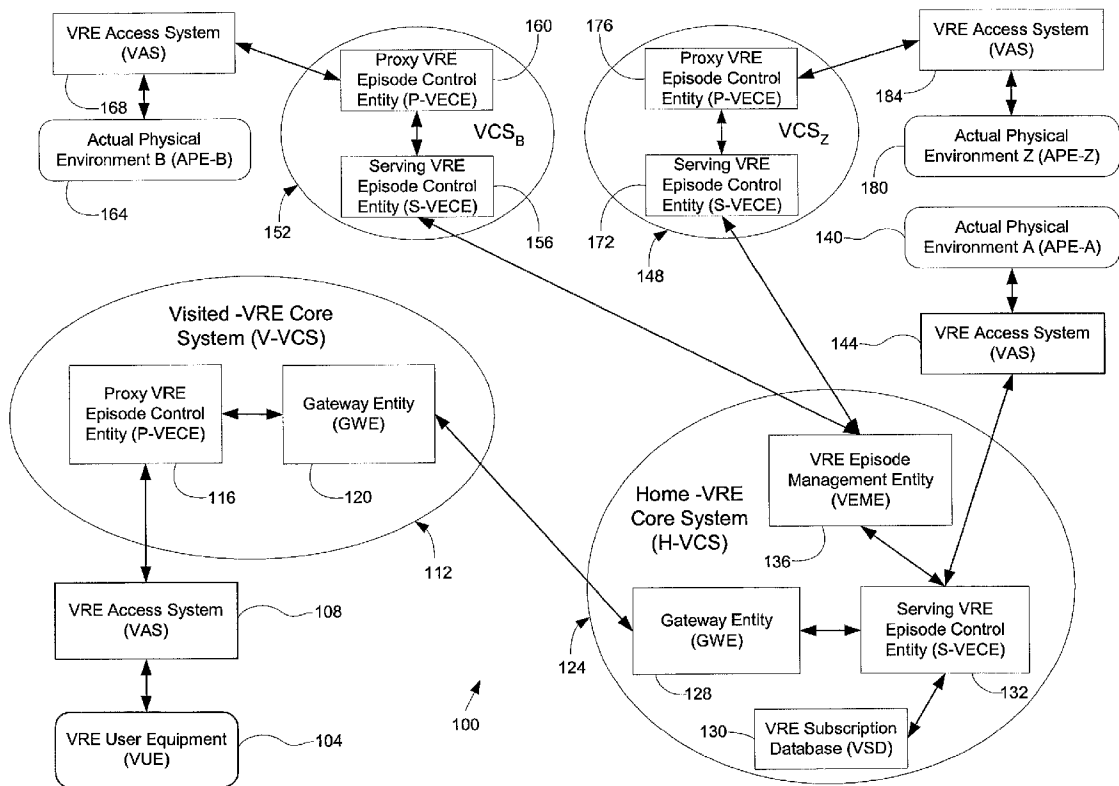 VRE Access System
(VAS)
168
Actual Physical
Environment B (APE-B)
164
160
Proxy VRE
Episode Control
Entity (P-VECE)
VCSB
Serving VRE
Episode Control
Entity (S-VECE)
152
156
176
Proxy VRE
Episode Control
Entity (P-VECE)
VCSZ
Serving VRE
Episode Control
Entity (S-VECE)
172
148
VRE Access System
(VAS)
184
Actual Physical
Environment Z (APE-Z)
180
140
Actual Physical
Environment A (APE-A)
144
VRE Access System
(VAS)
Visited -VRE Core
System (V-VCS)
Proxy VRE
Episode Control
Entity (P-VECE)
116
Gateway Entity
(GWE)
120
112
VRE Access System
(VAS)
108
VRE User Equipment
(VUE)
104
100
Home -VRE
Core System
(H-VCS)
VRE Episode
Management Entity
(VEME)
136
124
Gateway Entity
(GWE)
128
Serving VRE
Episode Control
Entity (S-VECE)
132
130
VRE Subscription
Database (VSD)